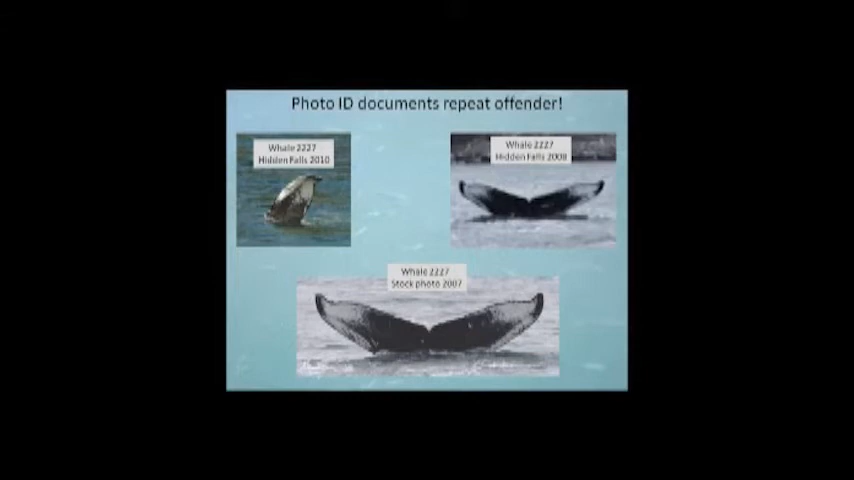 Photo ID documents repeat offender!
Whale 2227
Hidden Falls 2010
Whale 2227
Hidden Falls 2008
Whale 2227
Stock photo 2007